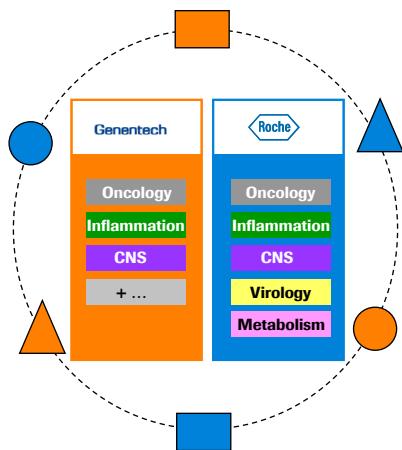 Genentech
Oncology
Inflammation
CNS
+ ...
Roche
Oncology
Inflammation
CNS
Virology
Metabolism